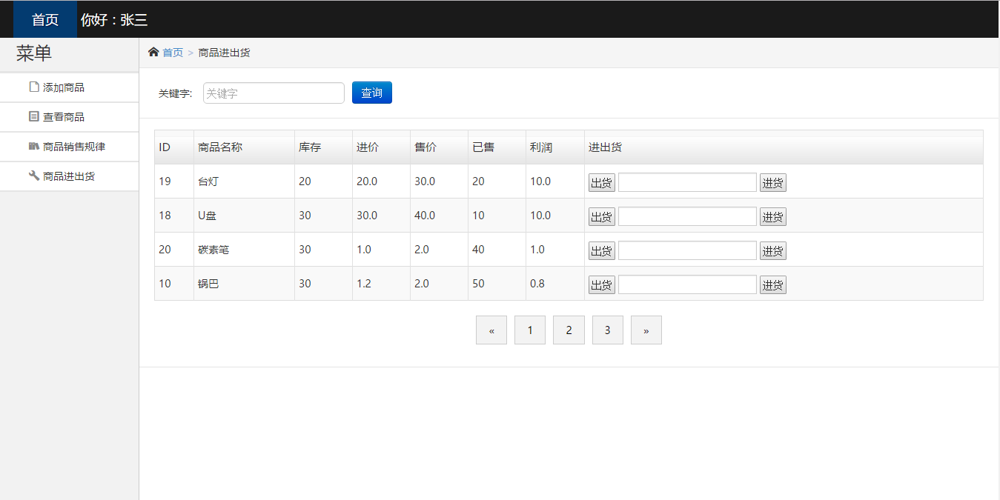 首页 你好：张三
菜单
首页 > 商品进出货
添加商品
查看商品
商品销售规律
商品进出货
关键字: 关键字 查询
ID 商品名称 库存 进价 售价 已售 利润 进出货
19 台灯 20 20.0 30.0 20 10.0 出货 进货
18 U盘 30 30.0 40.0 10 10.0 出货 进货
20 碳素笔 30 1.0 2.0 40 1.0 出货 进货
10 锅巴 30 1.2 2.0 50 0.8 出货 进货
« 1 2 3 »